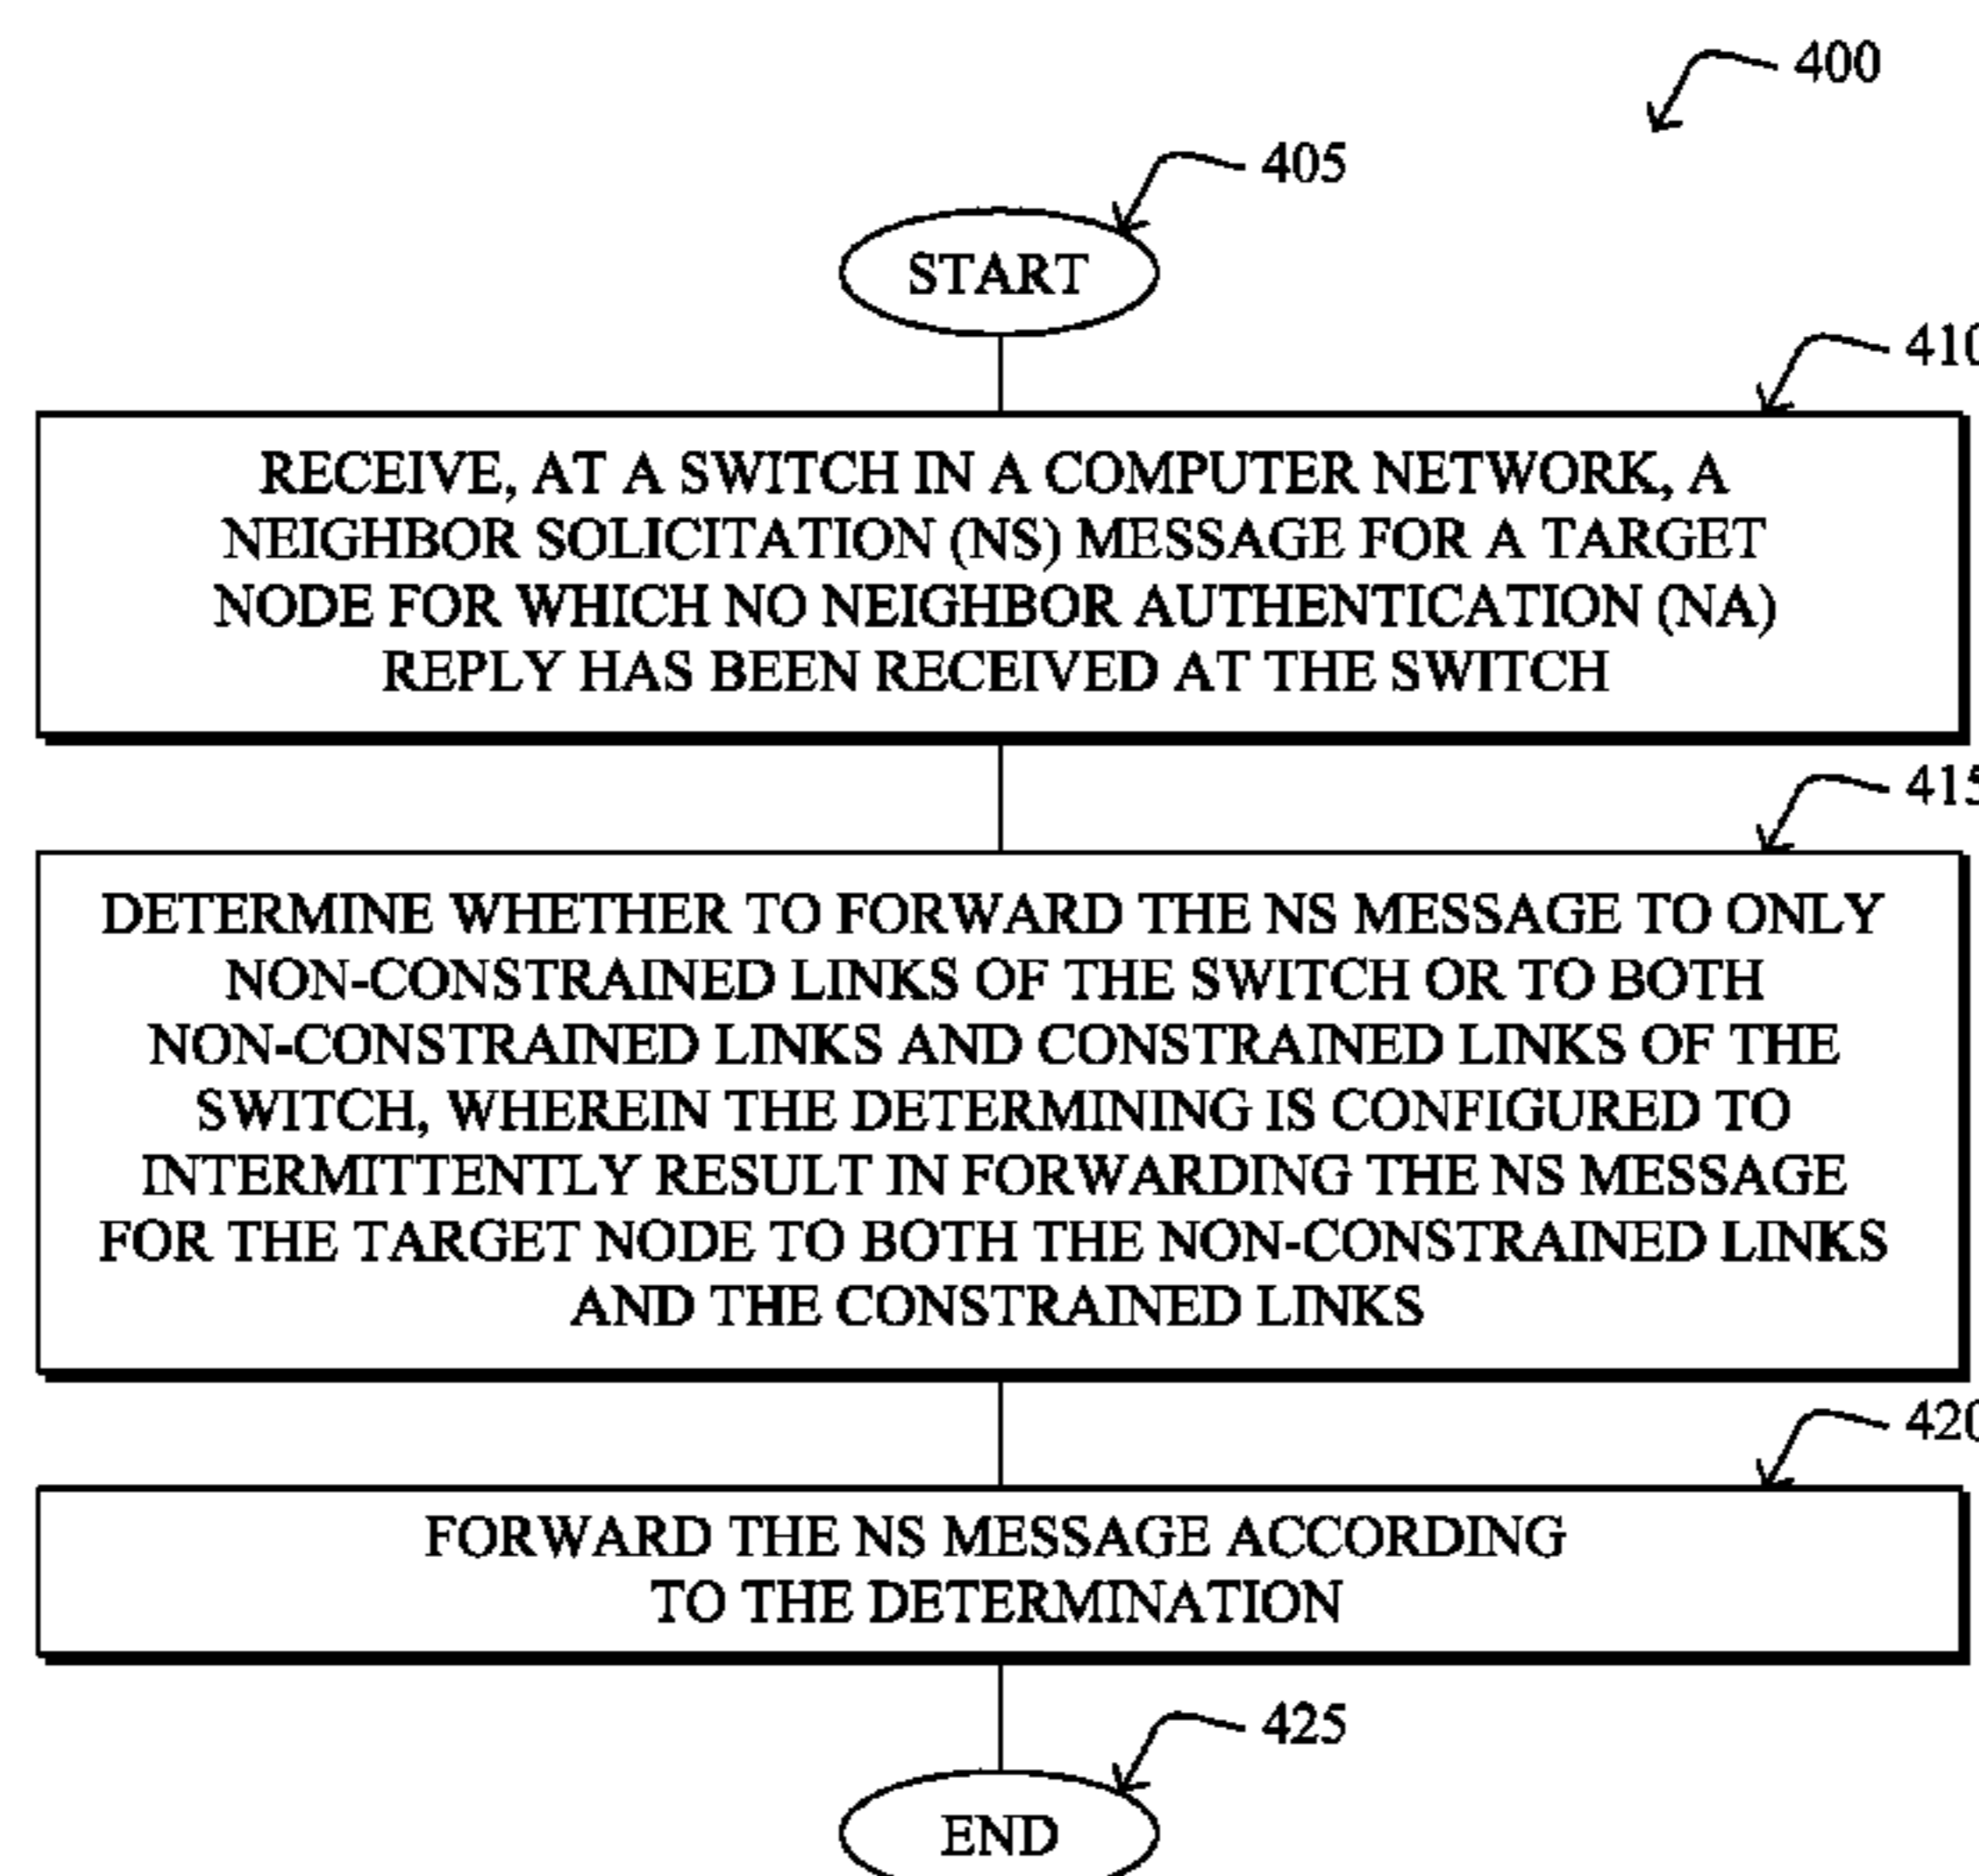 400
405
START
410
RECEIVE, AT A SWITCH IN A COMPUTER NETWORK, A
NEIGHBOR SOLICITATION (NS) MESSAGE FOR A TARGET
NODE FOR WHICH NO NEIGHBOR AUTHENTICATION (NA)
REPLY HAS BEEN RECEIVED AT THE SWITCH
415
DETERMINE WHETHER TO FORWARD THE NS MESSAGE TO ONLY
NON-CONSTRAINED LINKS OF THE SWITCH OR TO BOTH
NON-CONSTRAINED LINKS AND CONSTRAINED LINKS OF THE
SWITCH, WHEREIN THE DETERMINING IS CONFIGURED TO
INTERMITTENTLY RESULT IN FORWARDING THE NS MESSAGE
FOR THE TARGET NODE TO BOTH THE NON-CONSTRAINED LINKS
AND THE CONSTRAINED LINKS
420
FORWARD THE NS MESSAGE ACCORDING
TO THE DETERMINATION
425
END